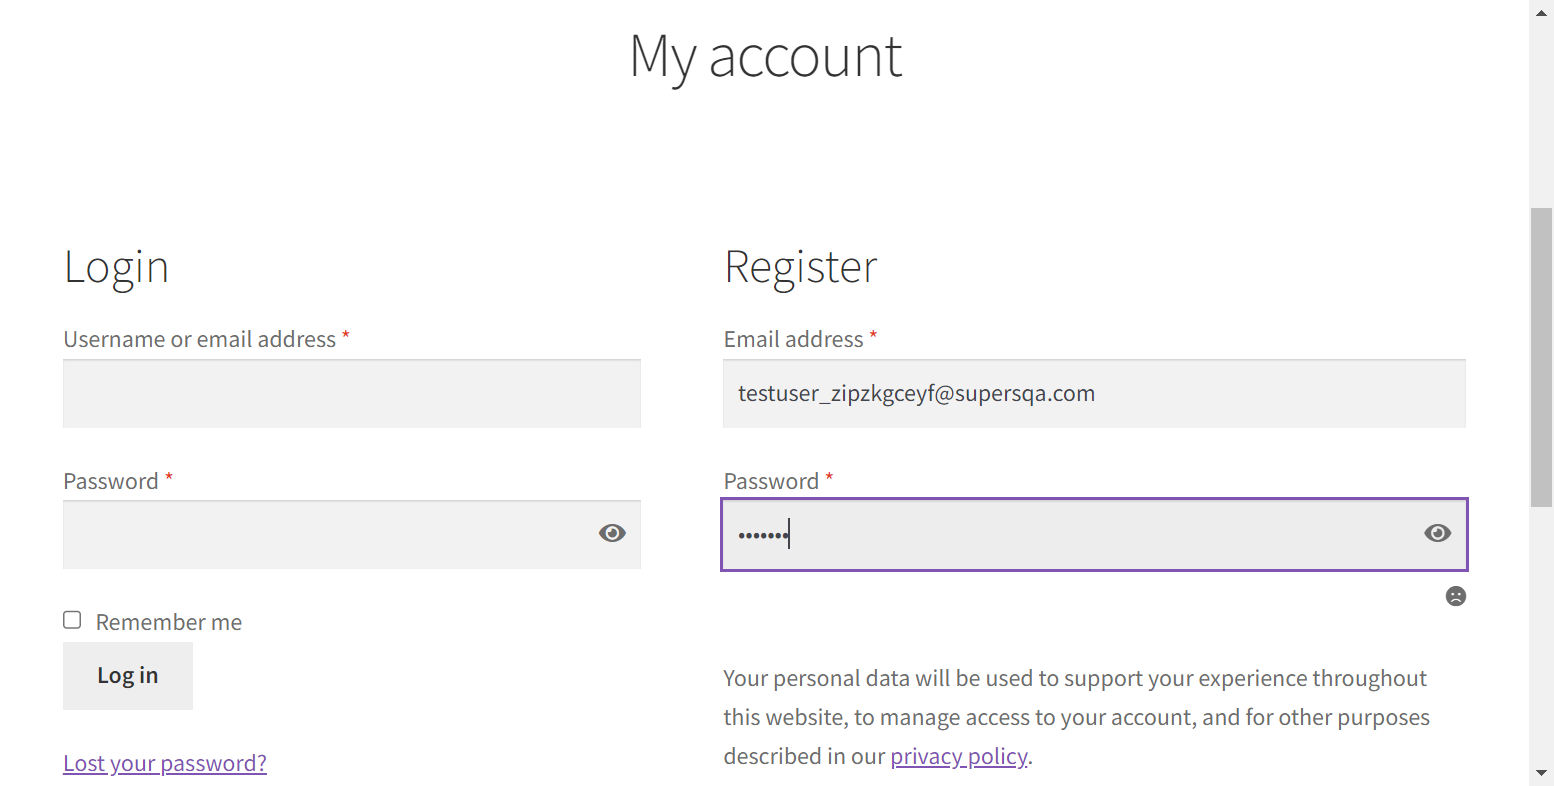 My account
Login
Username or email address *
Password *
Remember me
Log in
Lost your password?
Register
Email address *
testuser_zipzkgceyf@supersqa.com
Password *
•••••••
Your personal data will be used to support your experience throughout
this website, to manage access to your account, and for other purposes
described in our privacy policy.